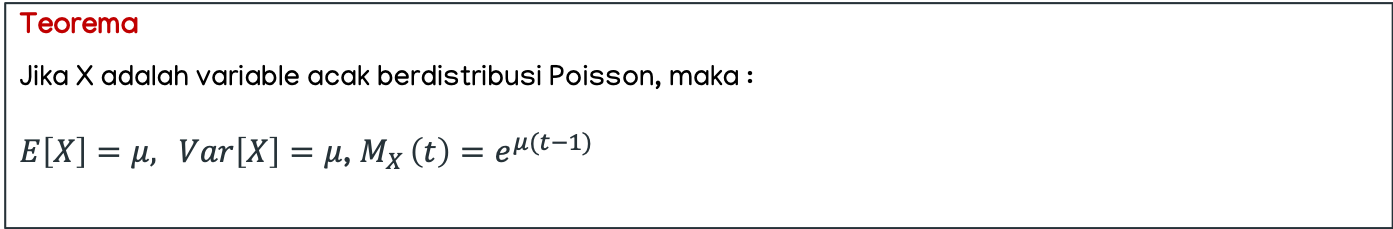 Teorema
Jika X adalah variable acak berdistribusi Poisson, maka :
E[X] = μ, Var[X] = μ, M_X (t) = e^{μ(t−1)}